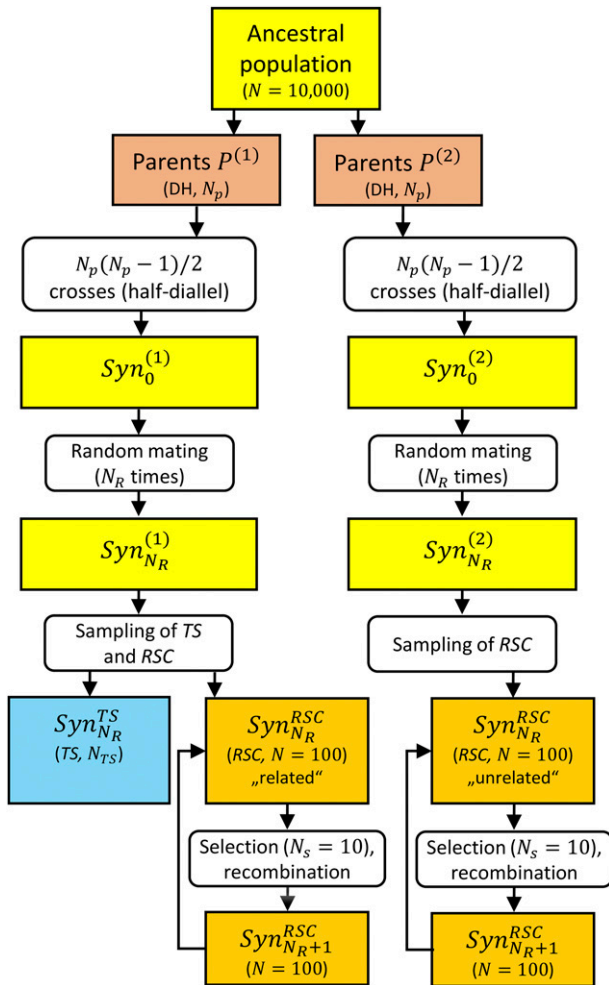 Ancestral
population
(N = 10,000)
Parents P^(1)
(DH, N_p)
Parents P^(2)
(DH, N_p)
N_p(N_p − 1)/2
crosses (half-diallel)
N_p(N_p − 1)/2
crosses (half-diallel)
Syn_0^(1)
Syn_0^(2)
Random mating
(N_R times)
Random mating
(N_R times)
Syn_{N_R}^(1)
Syn_{N_R}^(2)
Sampling of TS
and RSC
Sampling of RSC
Syn_{N_R}^{TS}
(TS, N_{TS})
Syn_{N_R}^{RSC}
(RSC, N = 100)
„related“
Syn_{N_R}^{RSC}
(RSC, N = 100)
„unrelated“
Selection (N_s = 10),
recombination
Selection (N_s = 10),
recombination
Syn_{N_R+1}^{RSC}
(N = 100)
Syn_{N_R+1}^{RSC}
(N = 100)